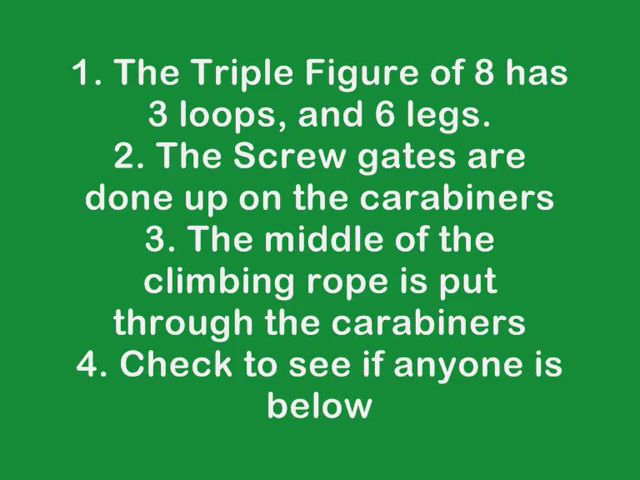 1. The Triple Figure of 8 has
3 loops, and 6 legs.
2. The Screw gates are
done up on the carabiners
3. The middle of the
climbing rope is put
through the carabiners
4. Check to see if anyone is
below